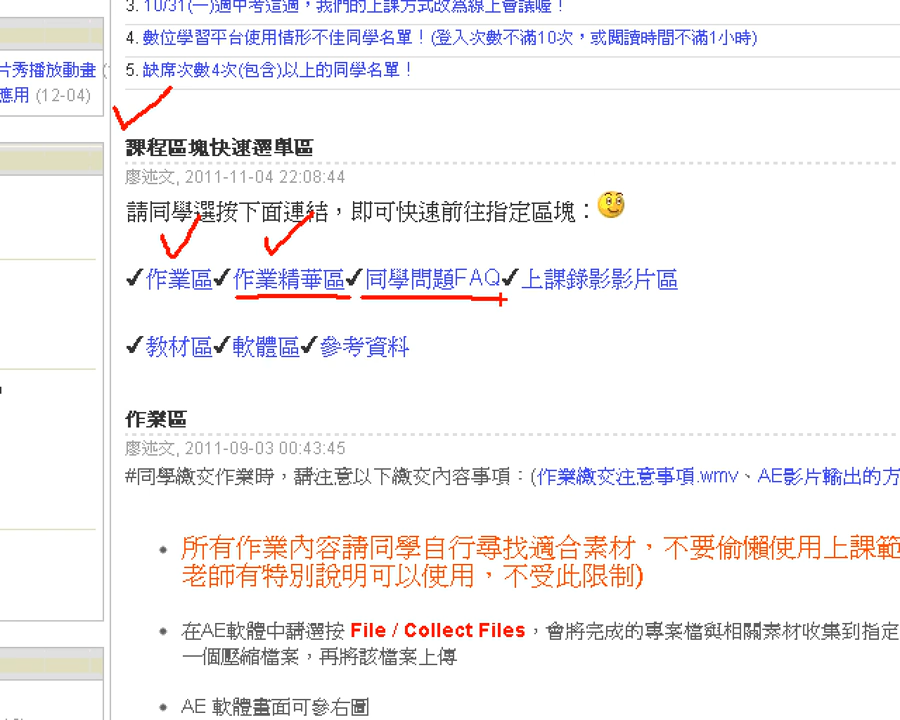 3. 10/31(一)適中考這週，我們的上課方式改為線上會議喔！
4. 數位學習平台使用情形不佳同學名單！(登入次數不滿10次，或閱讀時間不滿1小時)
5. 缺席次數4次(包含)以上的同學名單！
片秀播放動畫
應用 (12-04)
課程區塊快速選單區
廖述文, 2011-11-04 22:08:44
請同學選按下面連結，即可快速前往指定區塊：
✔作業區✔作業精華區✔同學問題FAQ✔上課錄影影片區
✔教材區✔軟體區✔參考資料
作業區
廖述文, 2011-09-03 00:43:45
#同學繳交作業時，請注意以下繳交內容事項：(作業繳交注意事項.wmv、AE影片輸出的方
• 所有作業內容請同學自行尋找適合素材，不要偷懶使用上課範
老師有特別說明可以使用，不受此限制)
• 在AE軟體中請選按 File / Collect Files，會將完成的專案檔與相關素材收集到指定
一個壓縮檔案，再將該檔案上傳
• AE 軟體畫面可參右圖